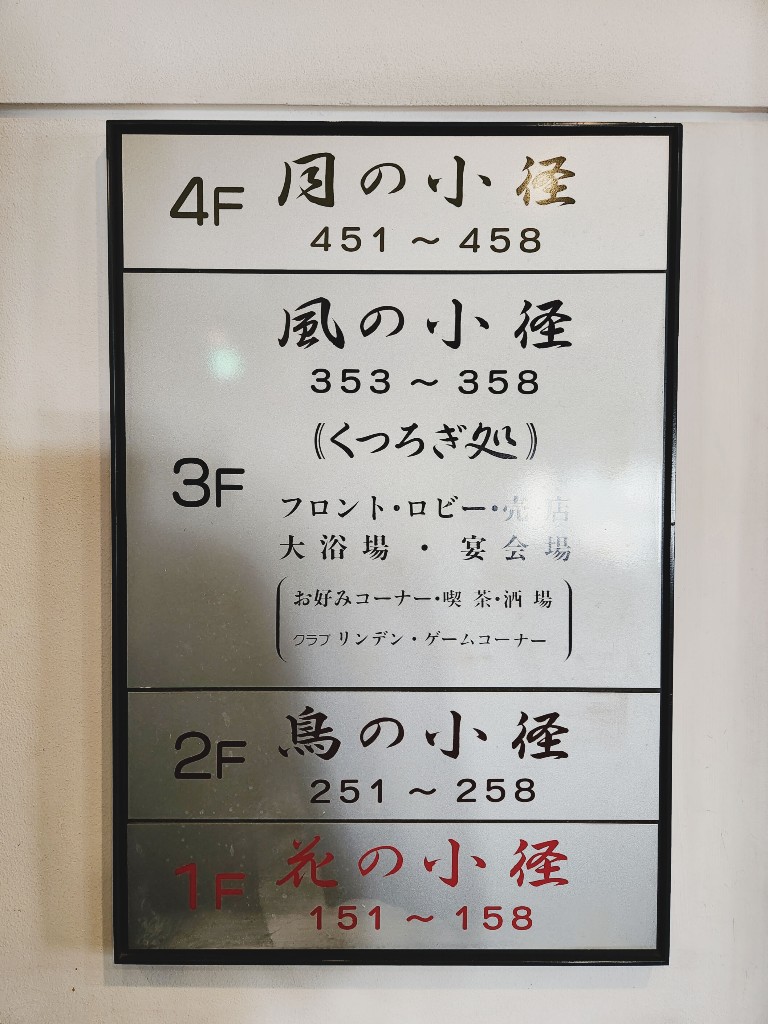 4F 月の小径
451 ～ 458
風の小径
353 ～ 358
3F 《くつろぎ処》
フロント・ロビー・売店
大浴場・宴会場
お好みコーナー・喫茶・酒場
クラブ リンデン・ゲームコーナー
2F 鳥の小径
251 ～ 258
1F 花の小径
151 ～ 158